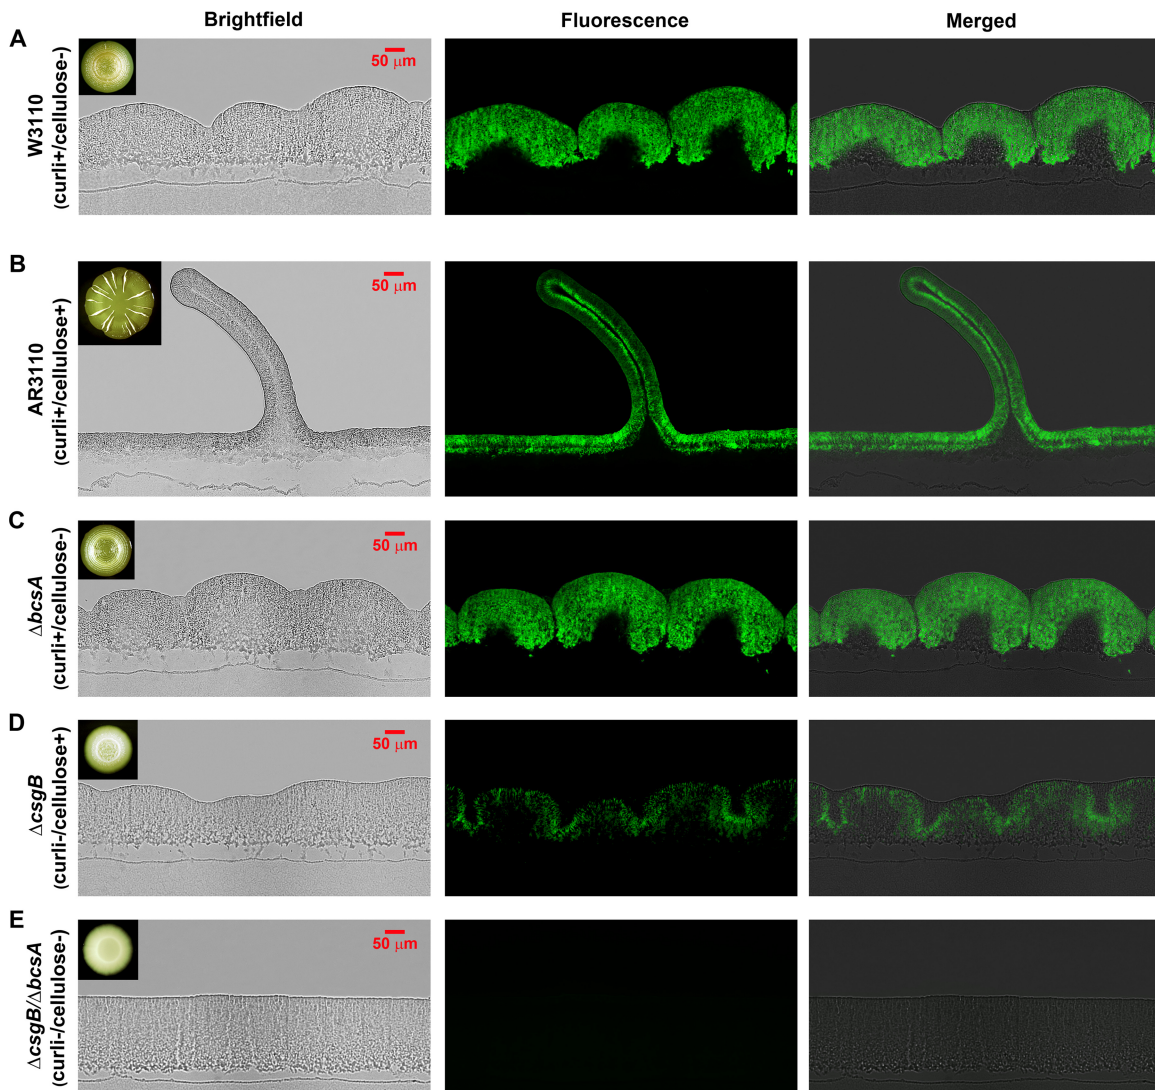 Brightfield
Fluorescence
Merged
A
W3110
(curli+/cellulose-)
50 μm
B
AR3110
(curli+/cellulose+)
50 μm
C
ΔbcsA
(curli+/cellulose-)
50 μm
D
ΔcsgB
(curli-/cellulose+)
50 μm
E
ΔcsgB/ΔbcsA
(curli-/cellulose-)
50 μm